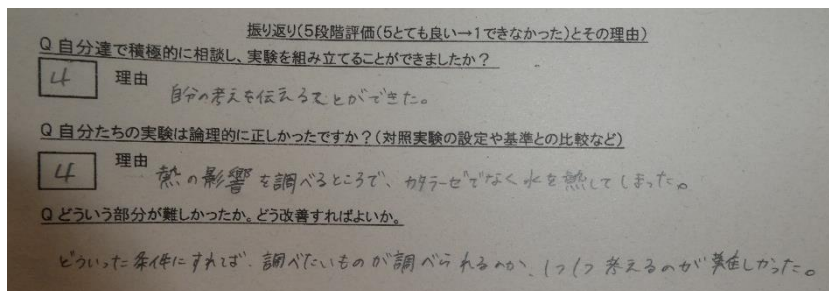 振り返り(5段階評価(5とても良い→1できなかった)とその理由)
Q 自分達で積極的に相談し、実験を組み立てることができましたか?
4 理由
自分の考えを伝えることができた。
Q 自分たちの実験は論理的に正しかったですか?(対照実験の設定や基準との比較など)
4 理由
熱の影響を調べるところで、カタラーゼでなく水を熱してしまった。
Q どういう部分が難しかったか。どう改善すればよいか。
どういった条件にすれば、調べたいものが調べられるのか、1つ1つ考えるのが難しかった。